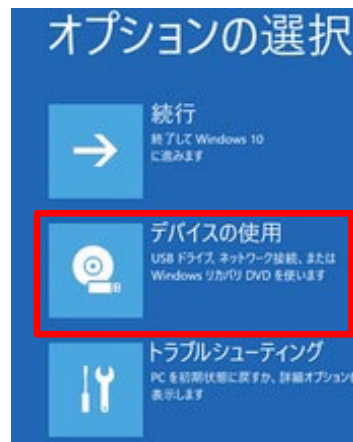 オプションの選択
続行
終了して Windows 10
に進みます
デバイスの使用
USB ドライブ、ネットワーク接続、または
Windows リカバリ DVD を使います
トラブルシューティング
PC を初期状態に戻すか、詳細オプションを
表示します